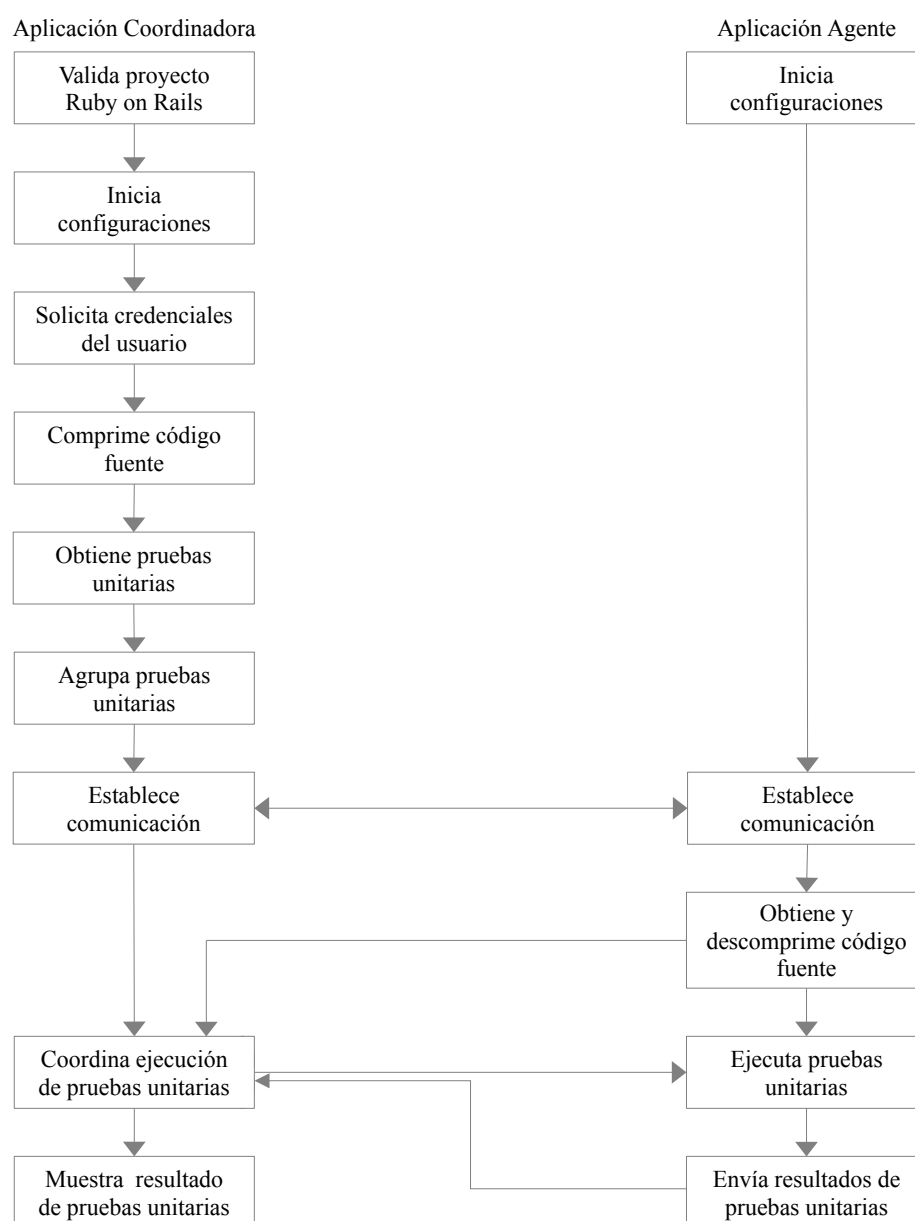 Aplicación Coordinadora
Aplicación Agente
Valida proyecto
Ruby on Rails
Inicia
configuraciones
Inicia
configuraciones
Solicita credenciales
del usuario
Comprime código
fuente
Obtiene pruebas
unitarias
Agrupa pruebas
unitarias
Establece
comunicación
Establece
comunicación
Obtiene y
descomprime código
fuente
Coordina ejecución
de pruebas unitarias
Ejecuta pruebas
unitarias
Muestra  resultado
de pruebas unitarias
Envía resultados de
pruebas unitarias